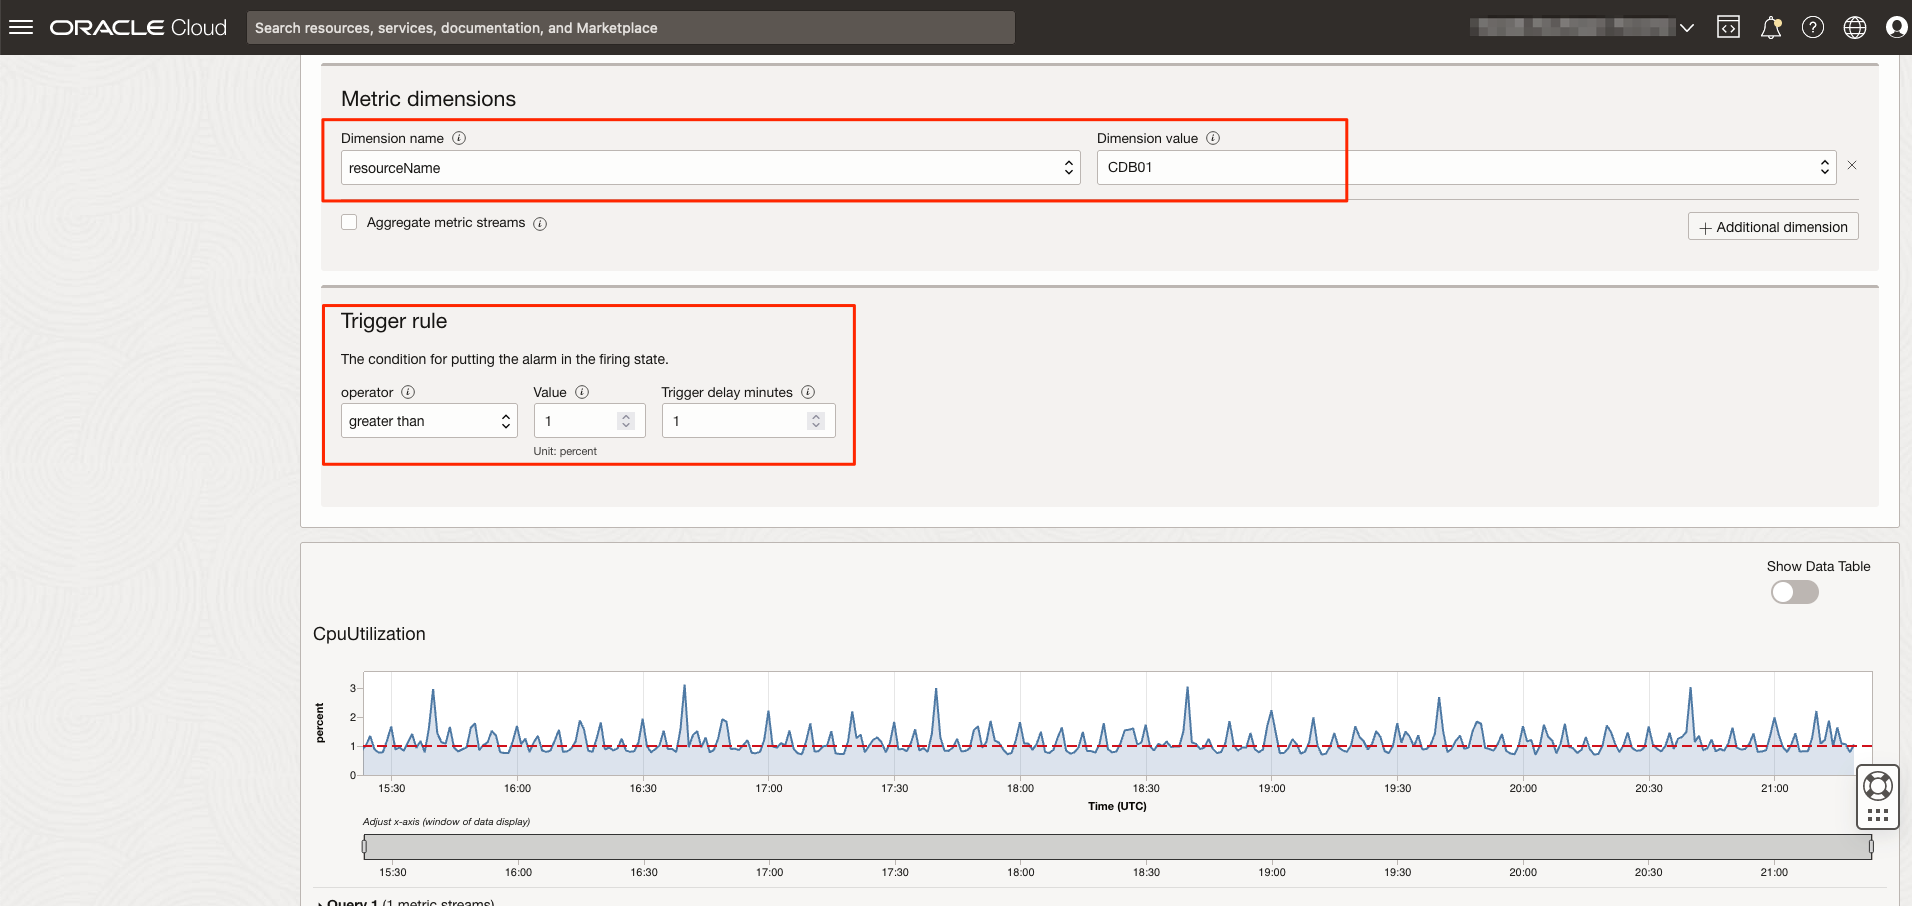 ORACLE Cloud
Search resources, services, documentation, and Marketplace
Metric dimensions
Dimension name
Dimension value
resourceName
CDB01
Aggregate metric streams
+ Additional dimension
Trigger rule
The condition for putting the alarm in the firing state.
operator
Value
Trigger delay minutes
greater than
1
1
Unit: percent
Show Data Table
CpuUtilization
percent
3
2
1
0
15:30 16:00 16:30 17:00 17:30 18:00 18:30 19:00 19:30 20:00 20:30 21:00
Time (UTC)
Adjust x-axis (window of data display)
15:30 16:00 16:30 17:00 17:30 18:00 18:30 19:00 19:30 20:00 20:30 21:00
Query 1 (1 metric streams)